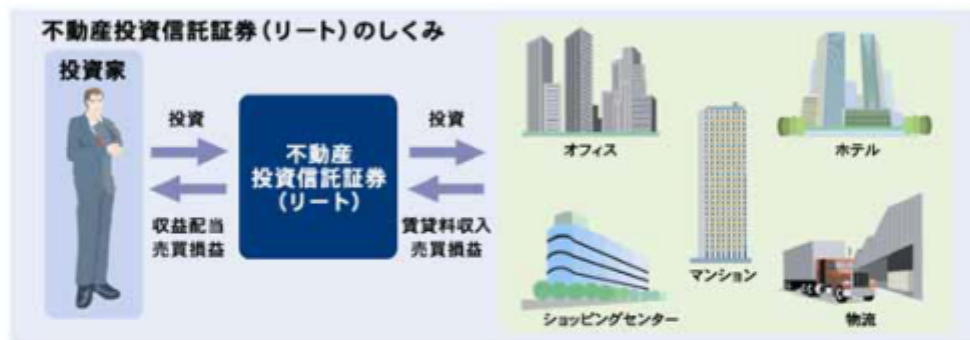 不動産投資信託証券(リート)のしくみ
投資家
投資
収益配当
売買損益
不動産
投資信託証券
(リート)
投資
賃貸料収入
売買損益
オフィス
ホテル
マンション
ショッピングセンター
物流